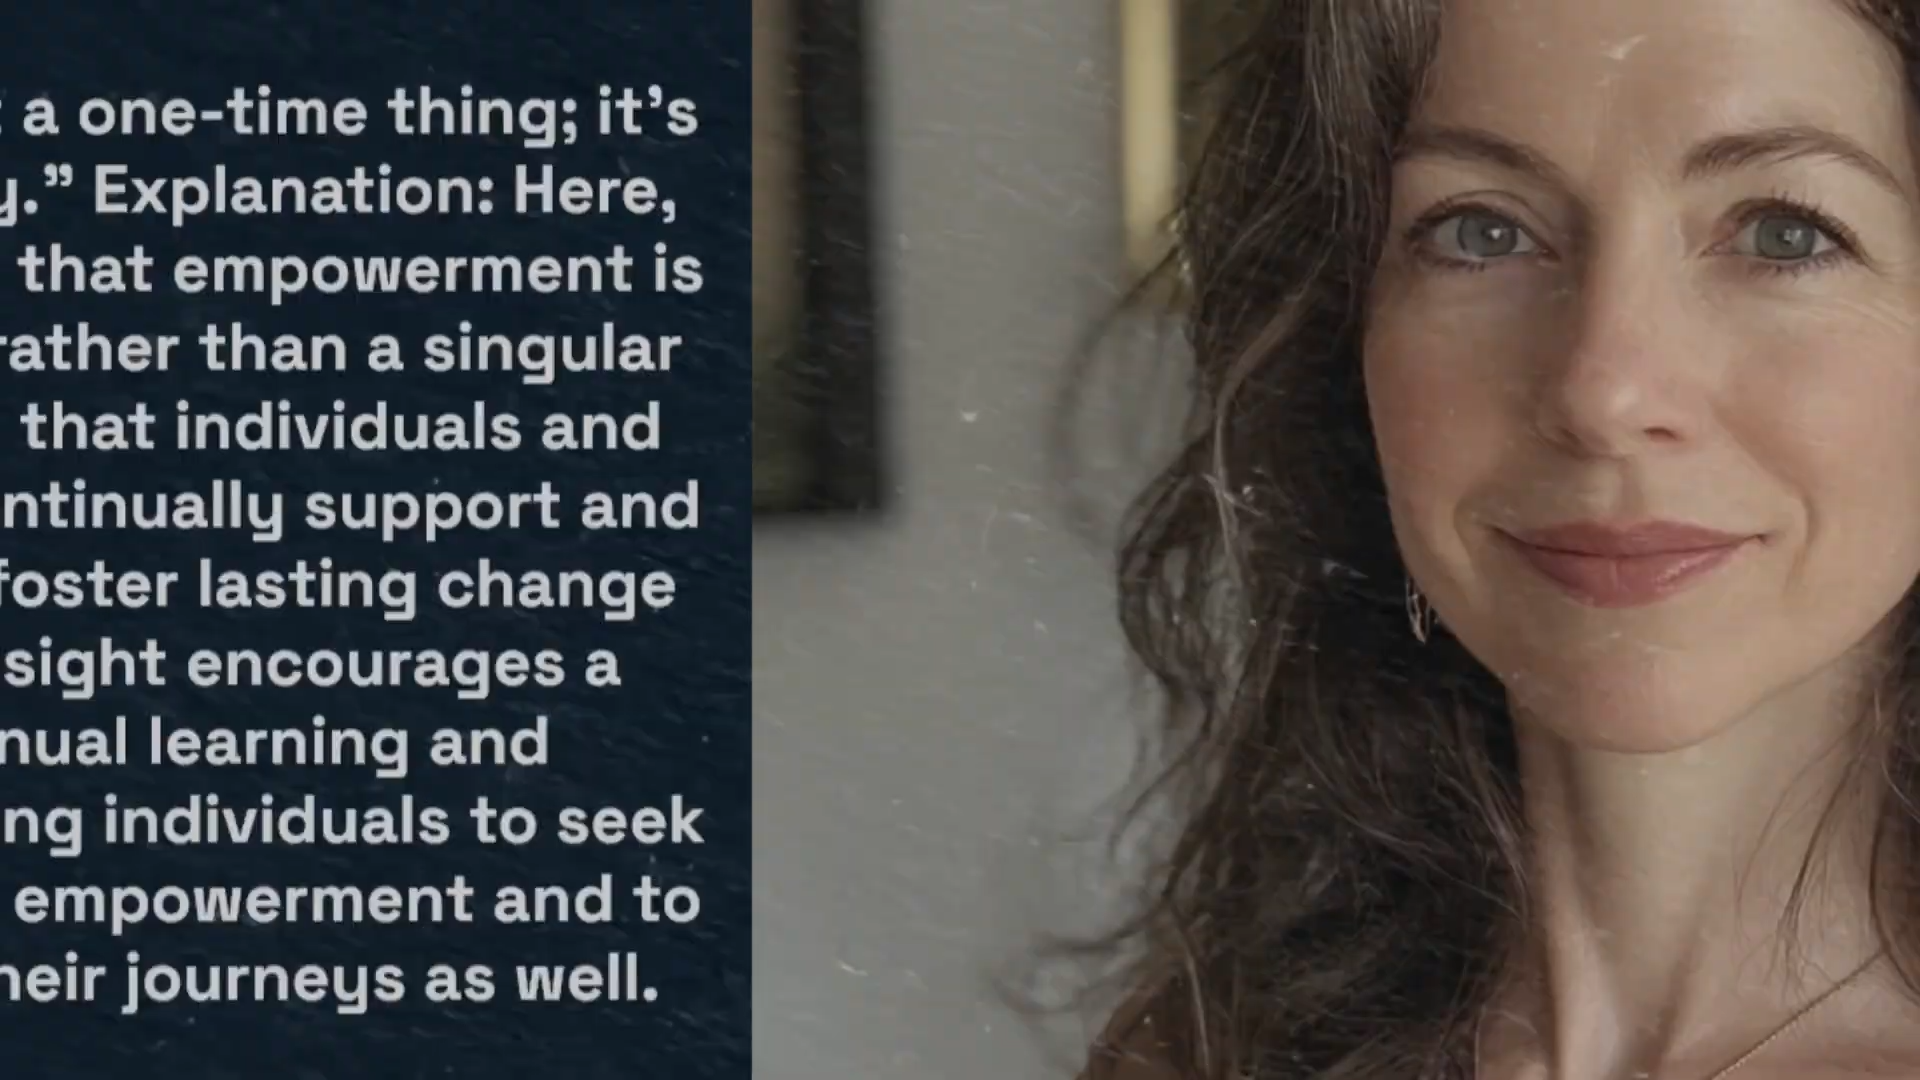 a one-time thing; it's
y.” Explanation: Here,
that empowerment is
rather than a singular
that individuals and
ntinually support and
foster lasting change
sight encourages a
nual learning and
ng individuals to seek
empowerment and to
heir journeys as well.